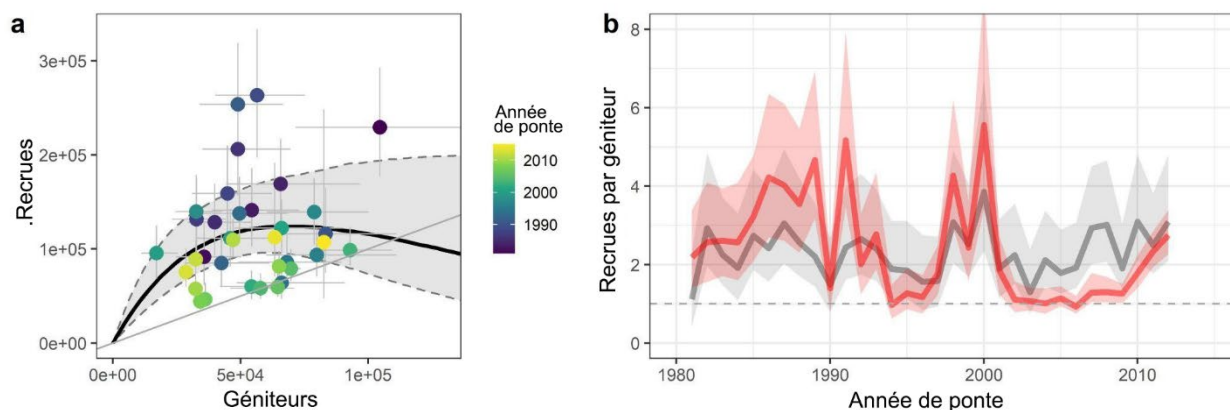 a
3e+05
2e+05
1e+05
0e+00
.Recrues
0e+00 5e+04 1e+05
Géniteurs
Année
de ponte
2010
2000
1990
b
8
6
4
2
0
Recrues par géniteur
1980 1990 2000 2010
Année de ponte